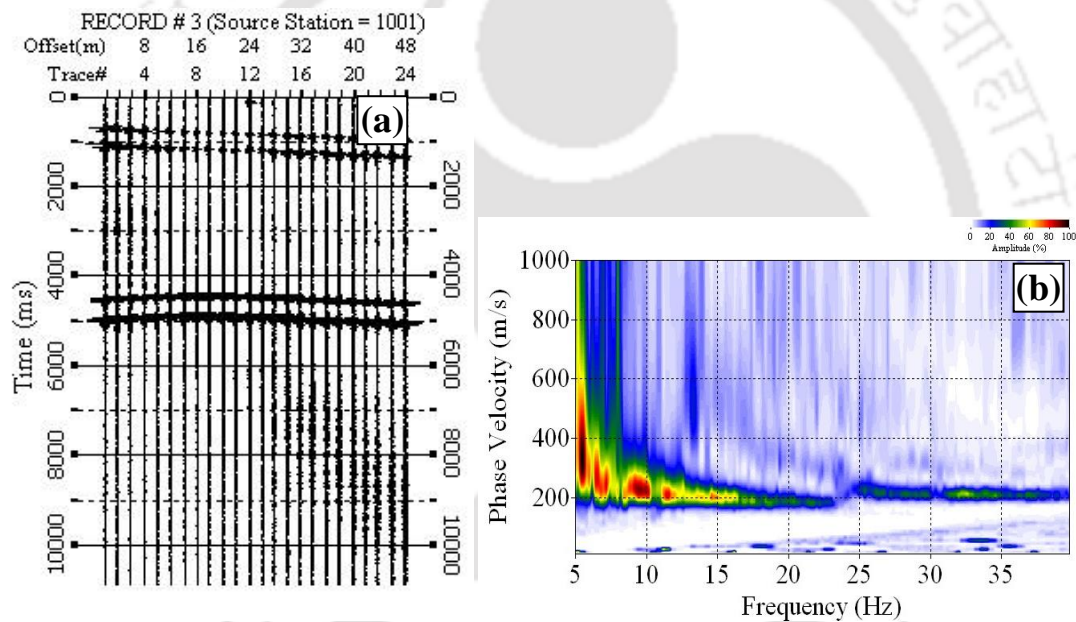 RECORD # 3 (Source Station = 1001)
Offset(m) 8 16 24 32 40 48
Trace# 4 8 12 16 20 24
(a)
Time (ms)
0
2000
4000
6000
8000
10000
0
2000
4000
6000
8000
10000
0 20 40 60 80 100
Amplitude (%)
(b)
Phase Velocity (m/s)
1000
800
600
400
200
5 10 15 20 25 30 35
Frequency (Hz)